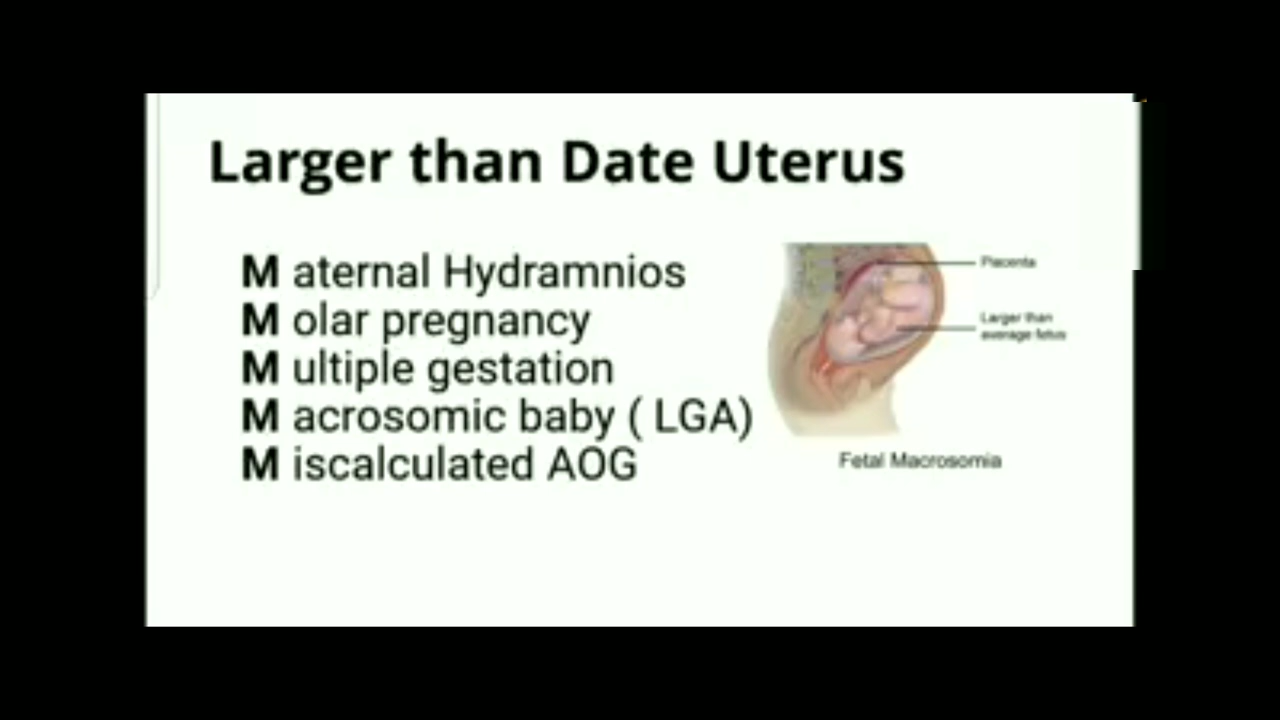 Larger than Date Uterus
M aternal Hydramnios
M olar pregnancy
M ultiple gestation
M acrosomic baby ( LGA)
M iscalculated AOG
Placenta
Larger than
average fetus
Fetal Macrosomia